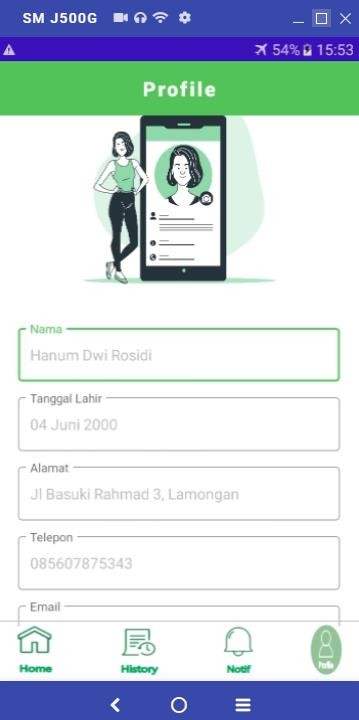 SM J500G
54% 15:53
Profile
Nama
Hanum Dwi Rosidi
Tanggal Lahir
04 Juni 2000
Alamat
Jl Basuki Rahmad 3, Lamongan
Telepon
085607875343
Email
Home History Notif Profile